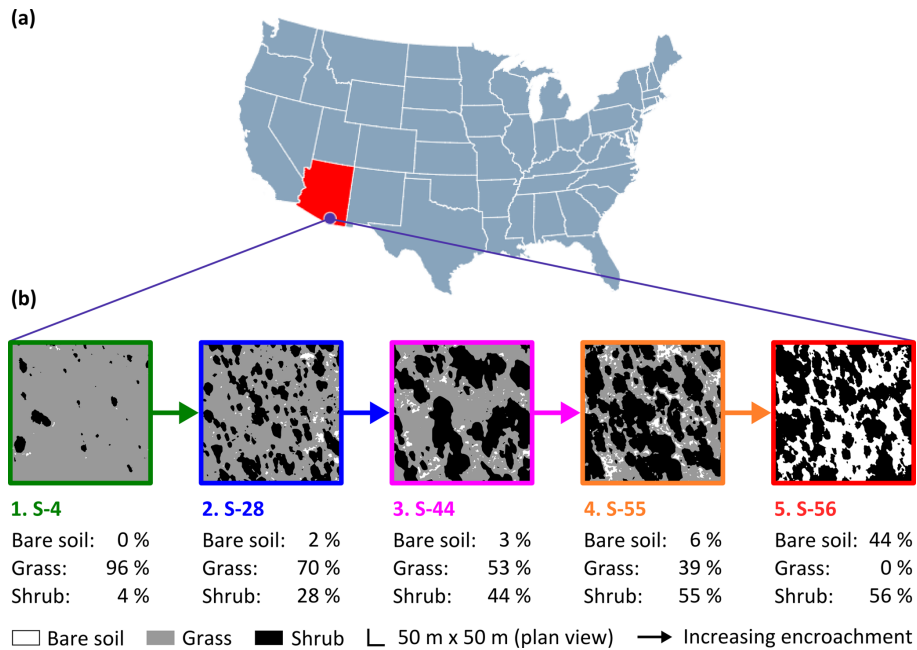 (a)
(b)
1. S-4 2. S-28 3. S-44 4. S-55 5. S-56
Bare soil: 0 % Bare soil: 2 % Bare soil: 3 % Bare soil: 6 % Bare soil: 44 %
Grass: 96 % Grass: 70 % Grass: 53 % Grass: 39 % Grass: 0 %
Shrub: 4 % Shrub: 28 % Shrub: 44 % Shrub: 55 % Shrub: 56 %
Bare soil Grass Shrub 50 m x 50 m (plan view) Increasing encroachment